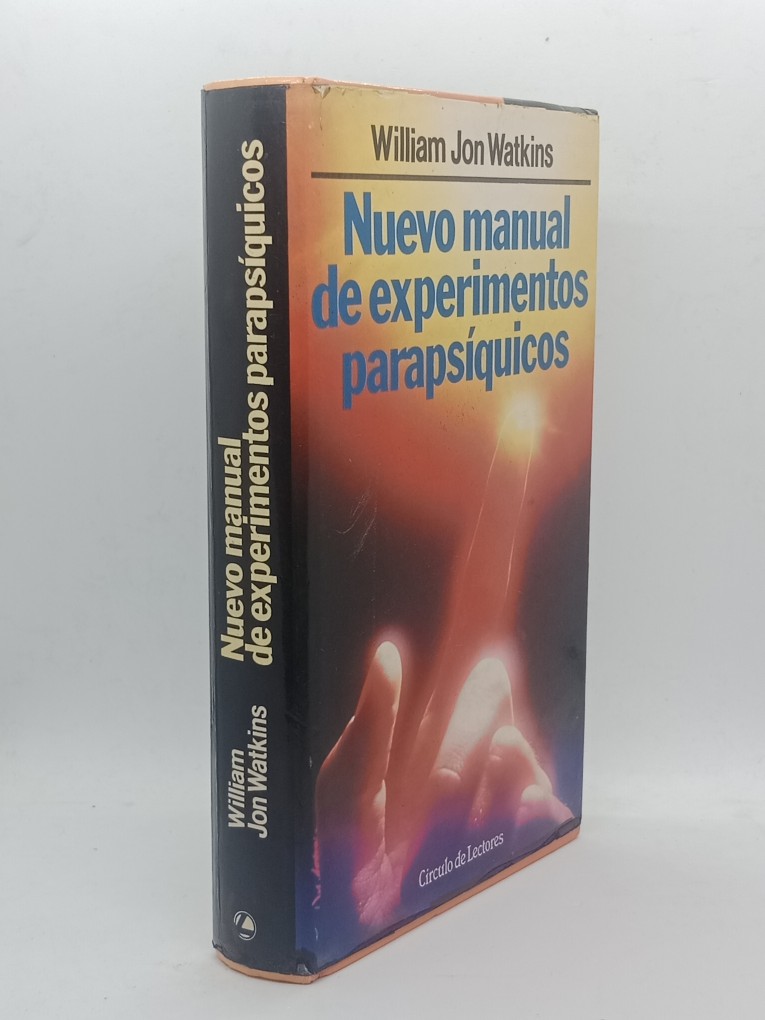 William Jon Watkins
Nuevo manual
de experimentos
parapsíquicos
Círculo de Lectores
Nuevo manual
de experimentos parapsíquicos
William
Jon Watkins